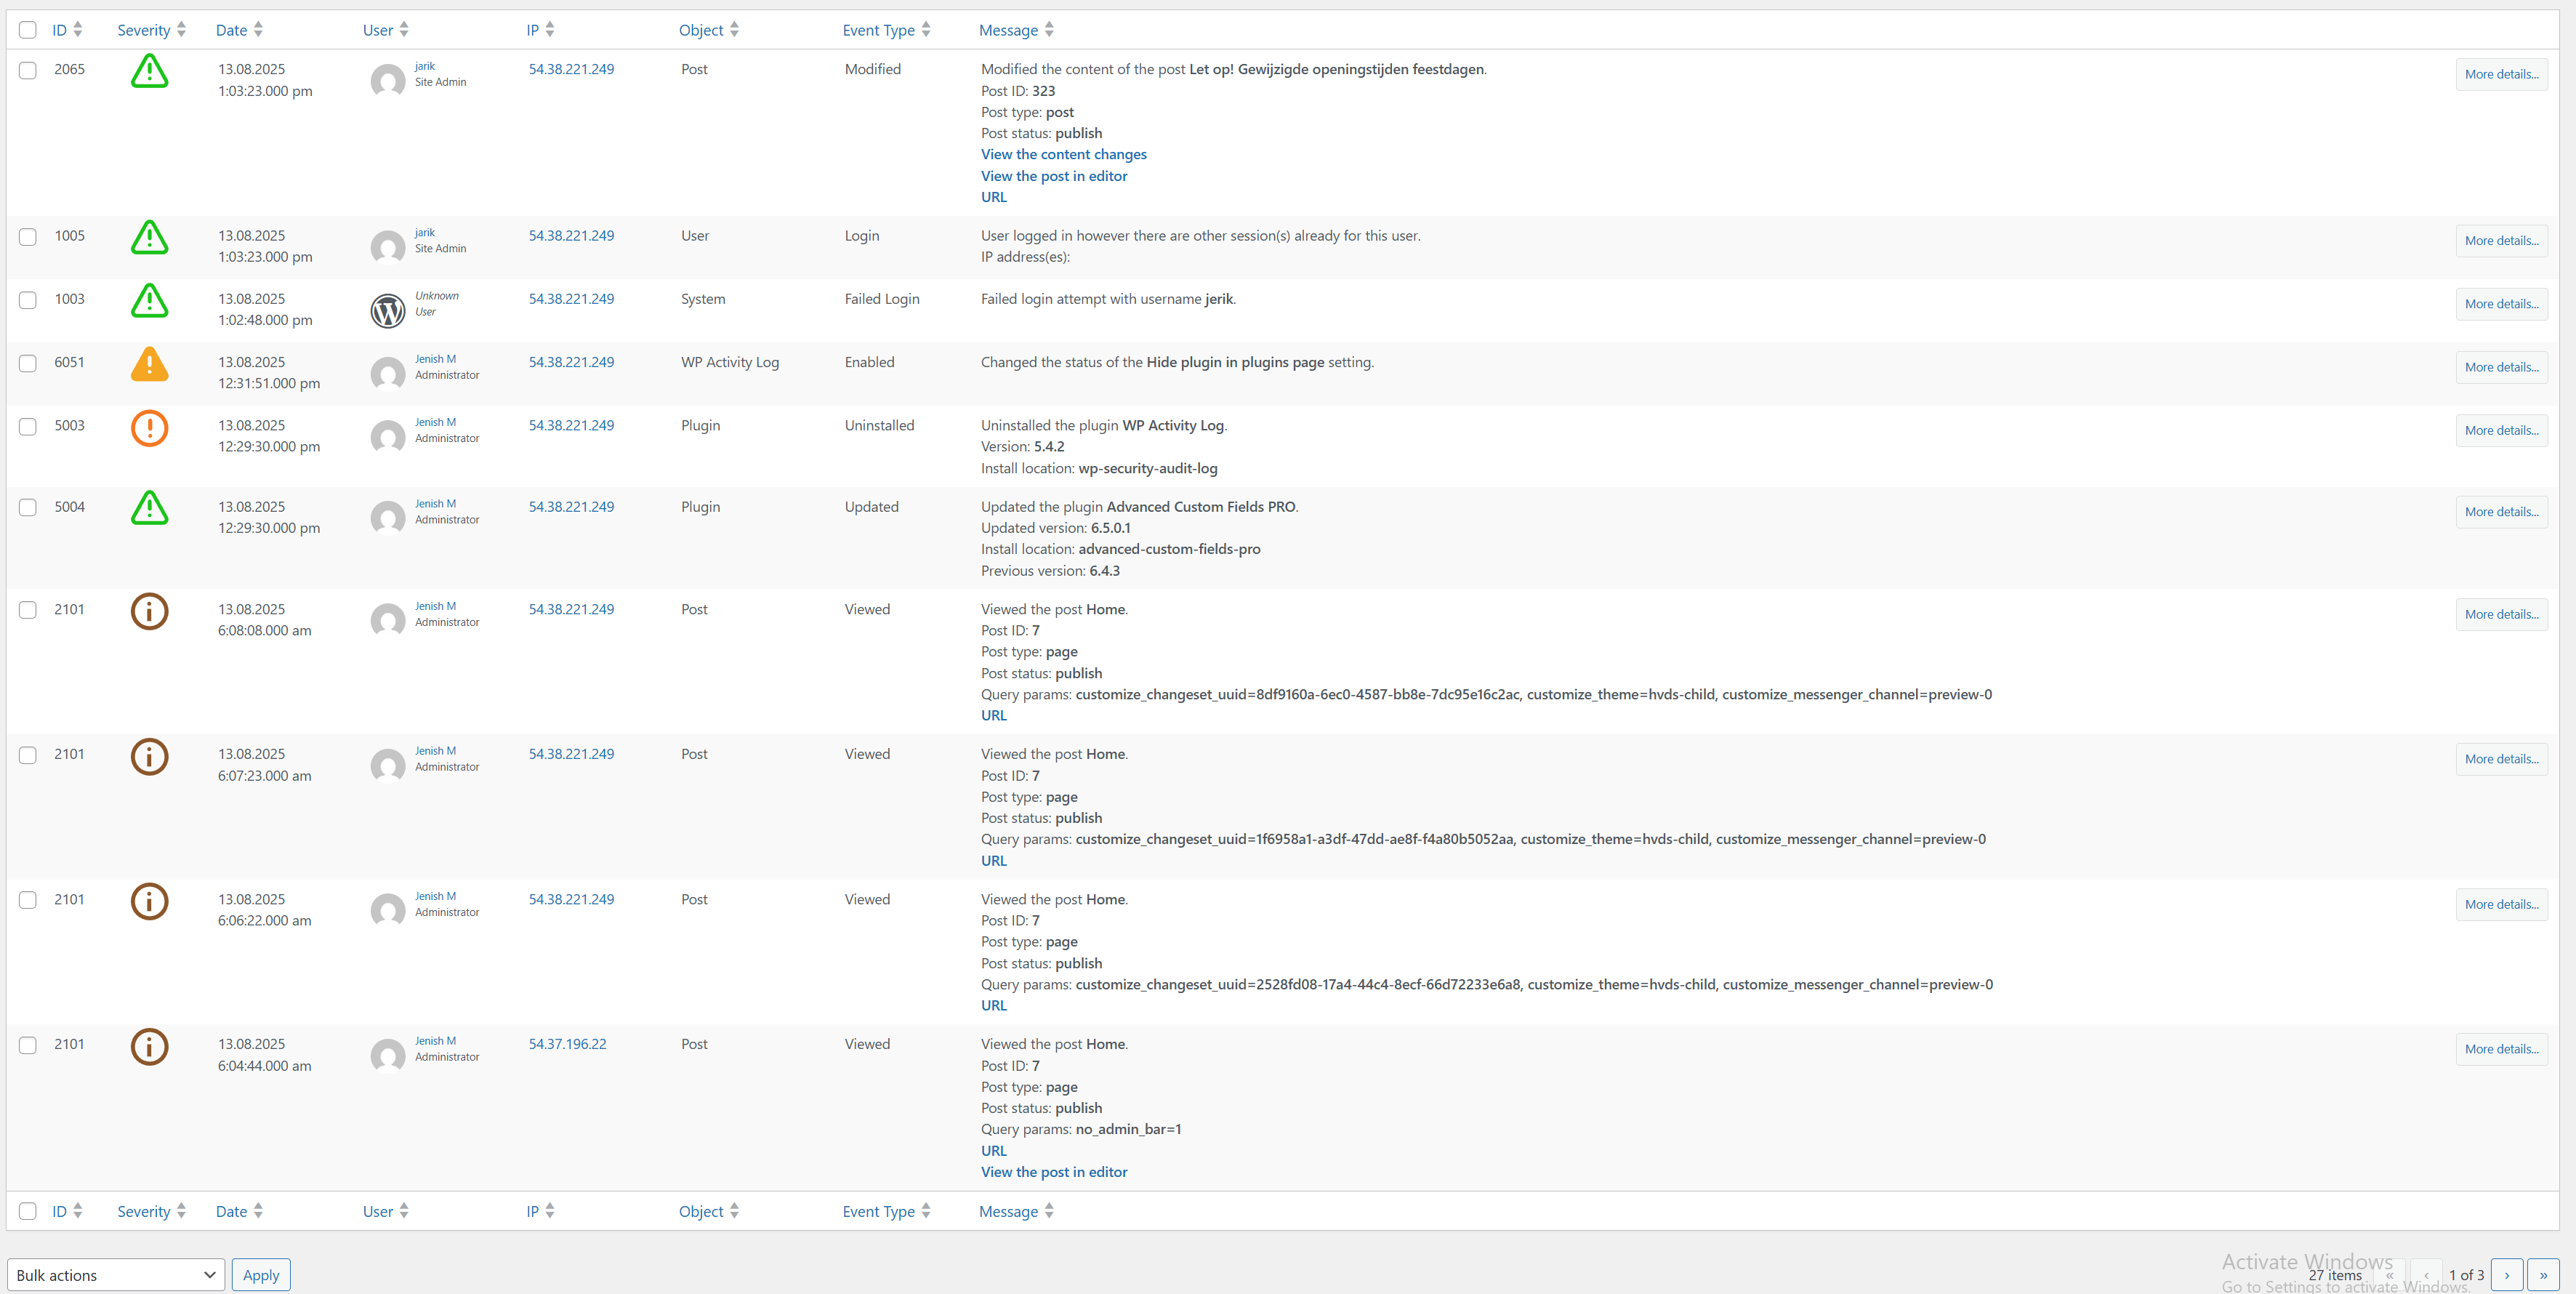 ID Severity Date User IP Object Event Type Message
2065 13.08.2025 jarik 54.38.221.249 Post Modified Modified the content of the post Let op! Gewijzigde openingstijden feestdagen. More details...
1:03:23.000 pm Site Admin Post ID: 323
Post type: post
Post status: publish
View the content changes
View the post in editor
URL
1005 13.08.2025 jarik 54.38.221.249 User Login User logged in however there are other session(s) already for this user. More details...
1:03:23.000 pm Site Admin IP address(es):
1003 13.08.2025 Unknown 54.38.221.249 System Failed Login Failed login attempt with username jerik. More details...
1:02:48.000 pm User
6051 13.08.2025 Jenish M 54.38.221.249 WP Activity Log Enabled Changed the status of the Hide plugin in plugins page setting. More details...
12:31:51.000 pm Administrator
5003 13.08.2025 Jenish M 54.38.221.249 Plugin Uninstalled Uninstalled the plugin WP Activity Log. More details...
12:29:30.000 pm Administrator Version: 5.4.2
Install location: wp-security-audit-log
5004 13.08.2025 Jenish M 54.38.221.249 Plugin Updated Updated the plugin Advanced Custom Fields PRO. More details...
12:29:30.000 pm Administrator Updated version: 6.5.0.1
Install location: advanced-custom-fields-pro
Previous version: 6.4.3
2101 13.08.2025 Jenish M 54.38.221.249 Post Viewed Viewed the post Home. More details...
6:08:08.000 am Administrator Post ID: 7
Post type: page
Post status: publish
Query params: customize_changeset_uuid=8df9160a-6ec0-4587-bb8e-7dc95e16c2ac, customize_theme=hvds-child, customize_messenger_channel=preview-0
URL
2101 13.08.2025 Jenish M 54.38.221.249 Post Viewed Viewed the post Home. More details...
6:07:23.000 am Administrator Post ID: 7
Post type: page
Post status: publish
Query params: customize_changeset_uuid=1f6958a1-a3df-47dd-ae8f-f4a80b5052aa, customize_theme=hvds-child, customize_messenger_channel=preview-0
URL
2101 13.08.2025 Jenish M 54.38.221.249 Post Viewed Viewed the post Home. More details...
6:06:22.000 am Administrator Post ID: 7
Post type: page
Post status: publish
Query params: customize_changeset_uuid=2528fd08-17a4-44c4-8ecf-66d72233e6a8, customize_theme=hvds-child, customize_messenger_channel=preview-0
URL
2101 13.08.2025 Jenish M 54.37.196.22 Post Viewed Viewed the post Home. More details...
6:04:44.000 am Administrator Post ID: 7
Post type: page
Post status: publish
Query params: no_admin_bar=1
URL
View the post in editor
ID Severity Date User IP Object Event Type Message
Activate Windows
Bulk actions Apply 27 items « ‹ 1 of 3 › »
Go to Settings to activate Windows.